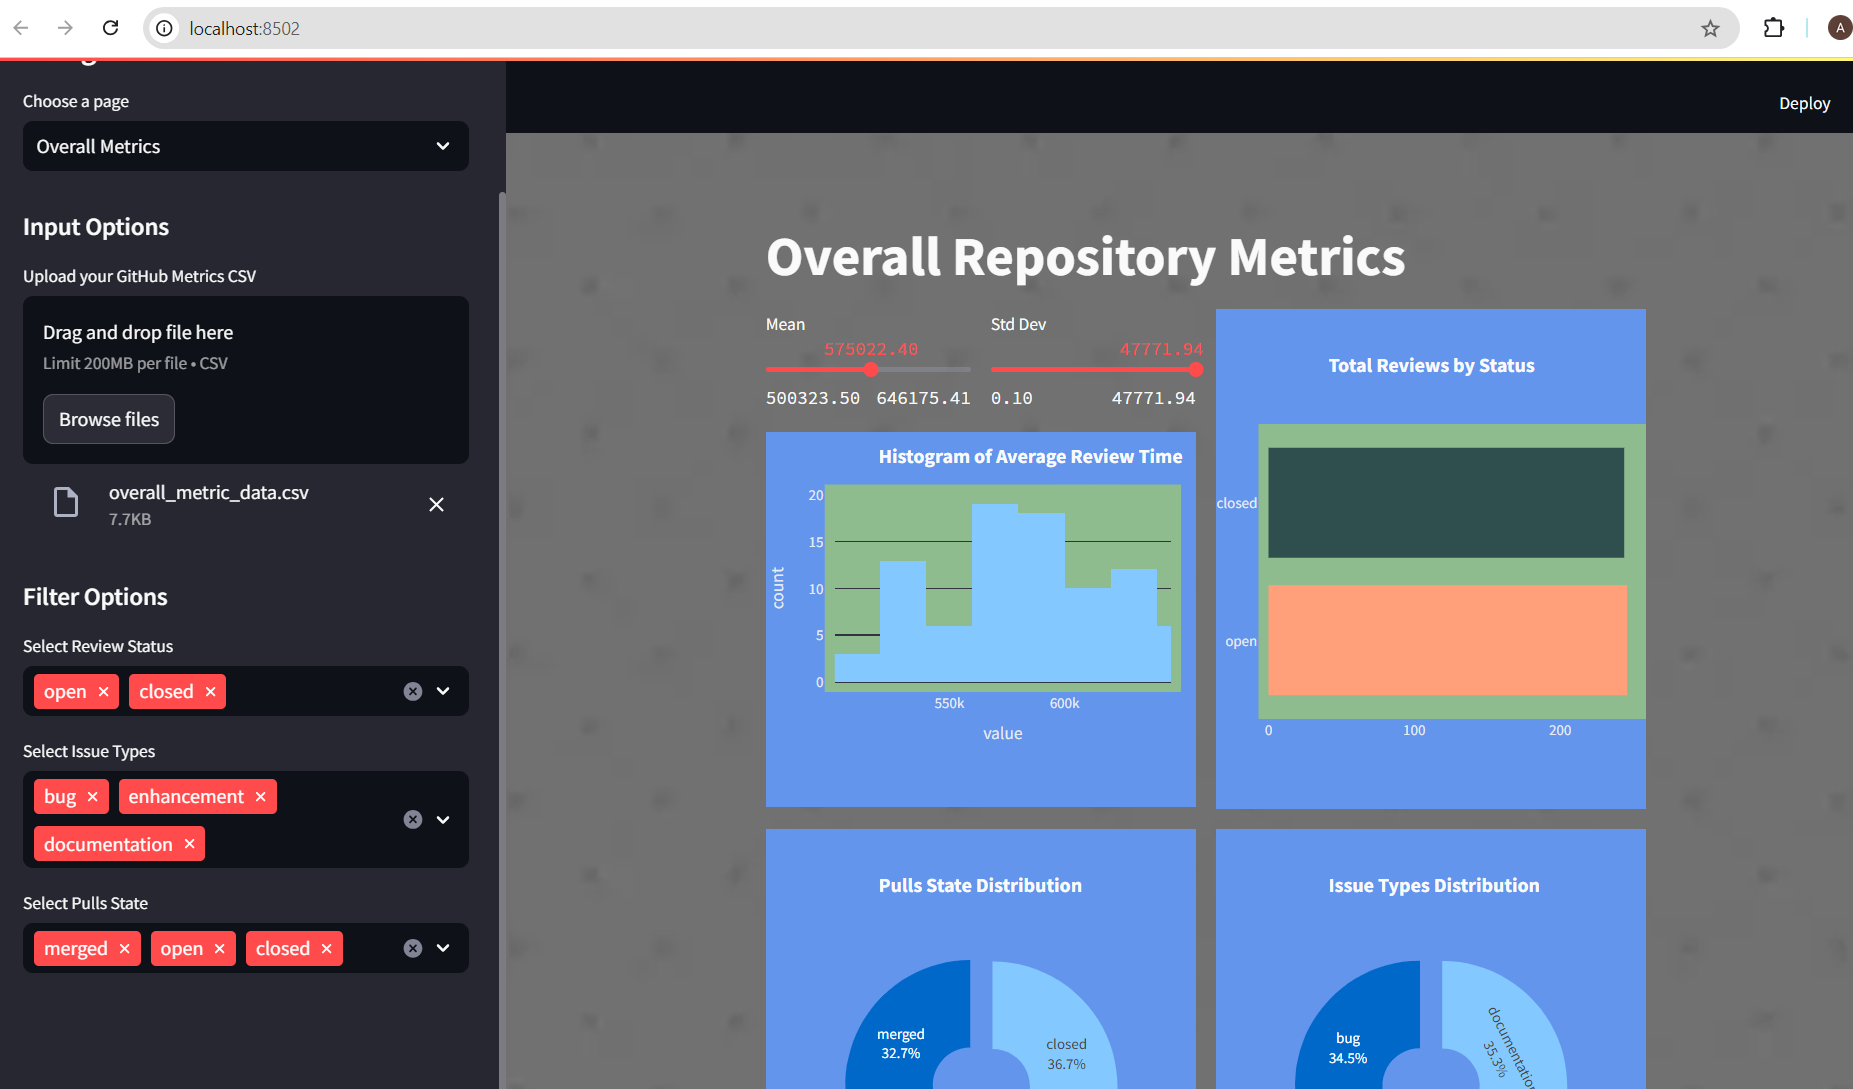 localhost:8502
A
Deploy
Choose a page
Overall Metrics
Input Options
Upload your GitHub Metrics CSV
Drag and drop file here
Limit 200MB per file • CSV
Browse files
overall_metric_data.csv
7.7KB
Filter Options
Select Review Status
open × closed ×
Select Issue Types
bug × enhancement ×
documentation ×
Select Pulls State
merged × open × closed ×
Overall Repository Metrics
Mean
575022.40
500323.50 646175.41
Std Dev
47771.94
0.10 47771.94
Histogram of Average Review Time
20
15
10
5
0
count
550k 600k
value
Total Reviews by Status
closed
open
0 100 200
Pulls State Distribution
merged
32.7%
closed
36.7%
Issue Types Distribution
bug
34.5%
documentation
35.3%